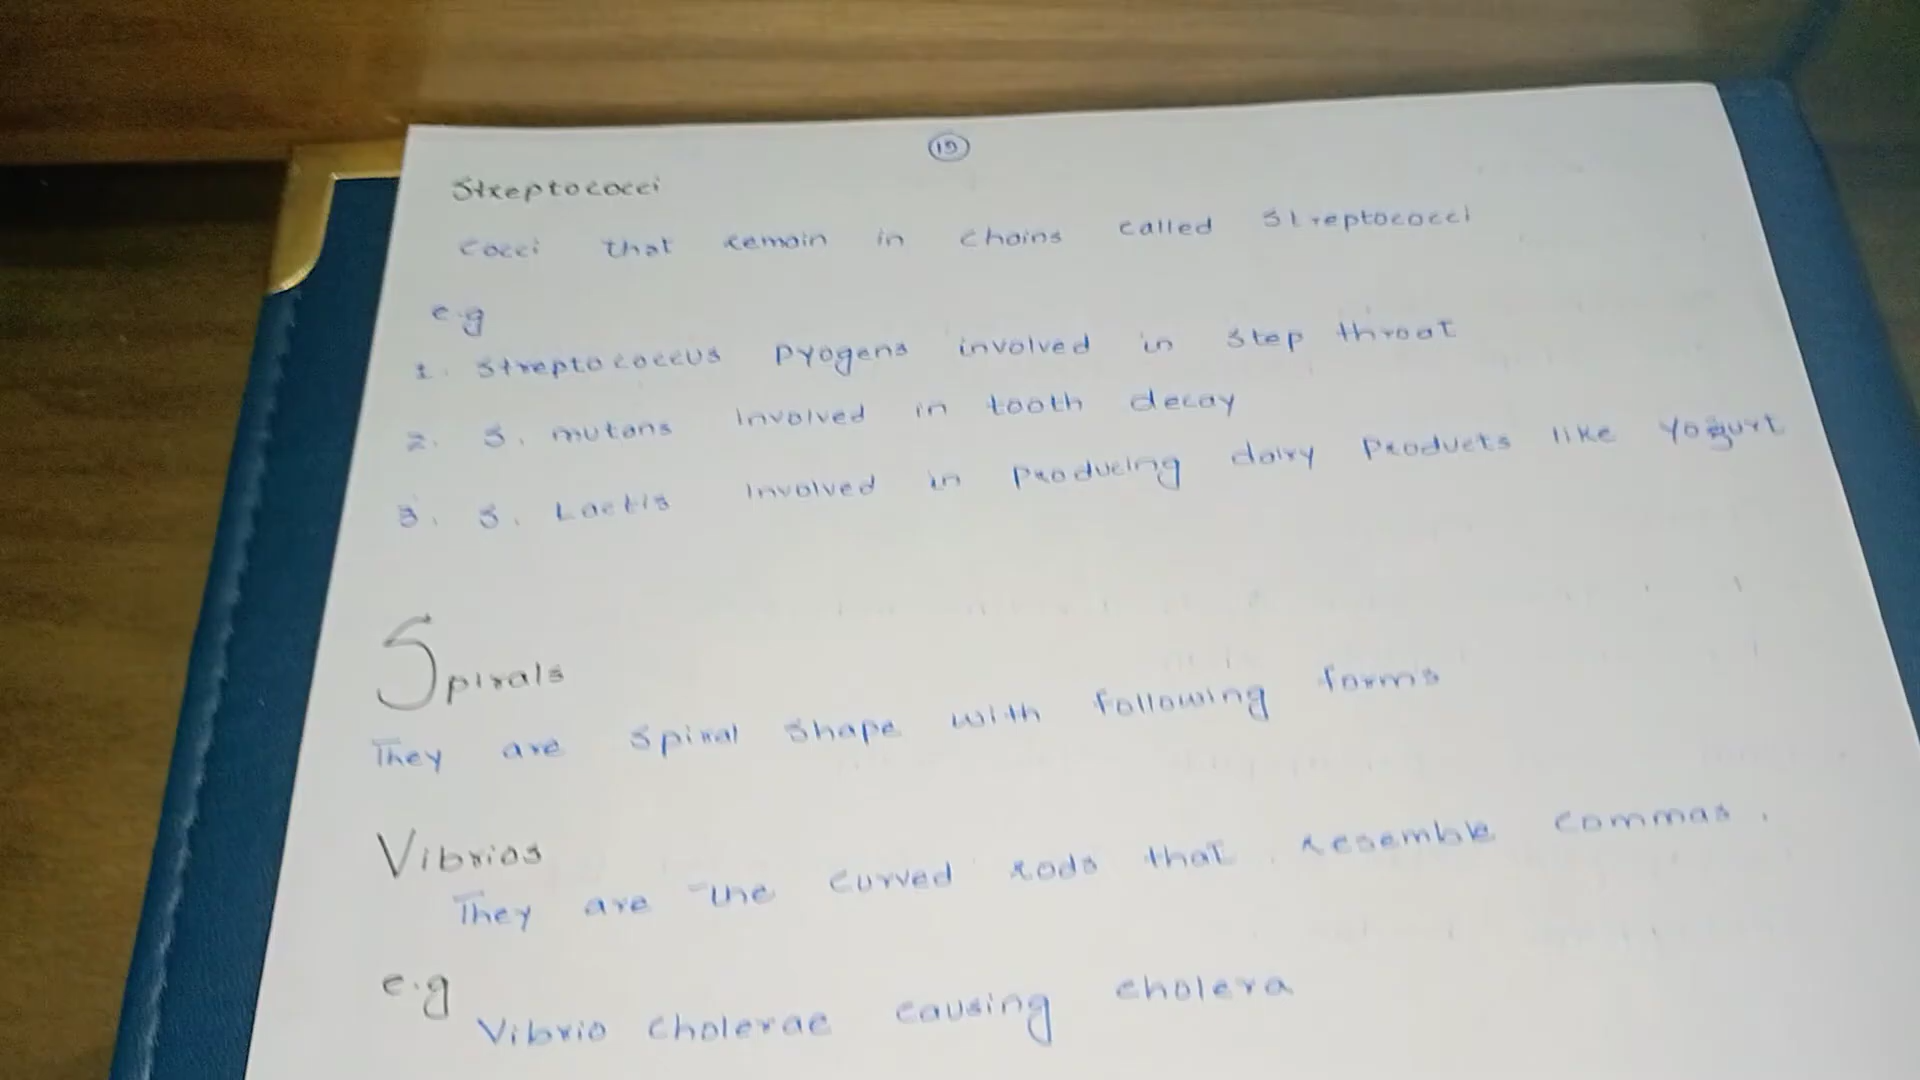 19
Streptococci
Cocci that remain in chains called Streptococci
e.g
1. Streptococcus Pyogens involved in Step throat
2. S. mutans involved in tooth decay
3. S. Lactis involved in Producing dairy Products like Yogurt
Spirals
They are spiral shape with following forms
Vibrios
They are the curved rods that resemble commas.
e.g
Vibrio cholerae causing cholera